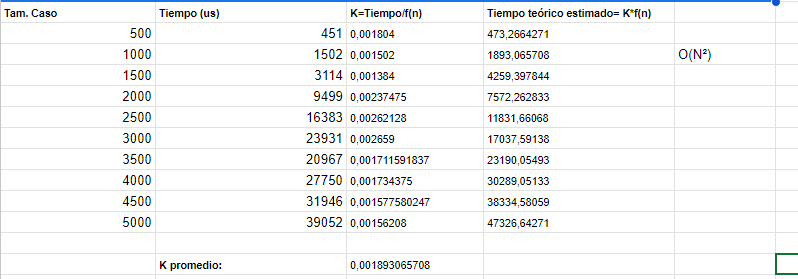 Tam. Caso Tiempo (us) K=Tiempo/f(n) Tiempo teórico estimado= K*f(n)
500 451 0,001804 473,2664271
1000 1502 0,001502 1893,065708 O(N²)
1500 3114 0,001384 4259,397844
2000 9499 0,00237475 7572,262833
2500 16383 0,00262128 11831,66068
3000 23931 0,002659 17037,59138
3500 20967 0,001711591837 23190,05493
4000 27750 0,001734375 30289,05133
4500 31946 0,001577580247 38334,58059
5000 39052 0,00156208 47326,64271
K promedio: 0,001893065708